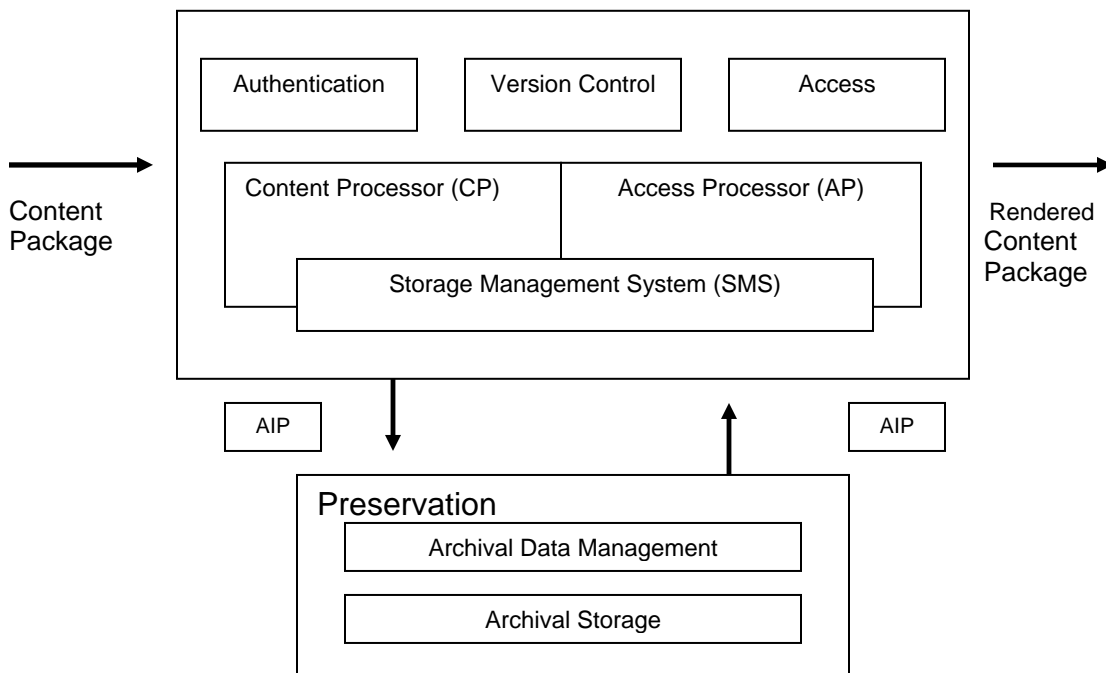 Authentication
Version Control
Access
Content Processor (CP)
Access Processor (AP)
Content
Package
Rendered
Content
Package
Storage Management System (SMS)
AIP
AIP
Preservation
Archival Data Management
Archival Storage